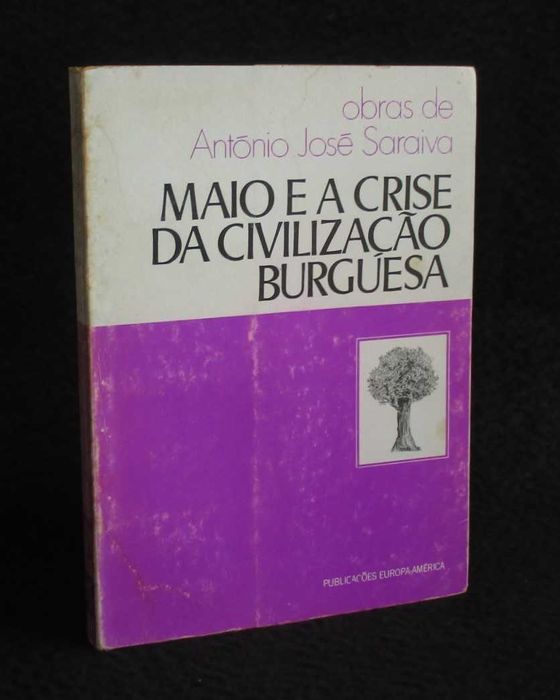 obras de
António José Saraiva
MAIO E A CRISE
DA CIVILIZAÇÃO
BURGUESA
PUBLICAÇÕES EUROPA-AMÉRICA